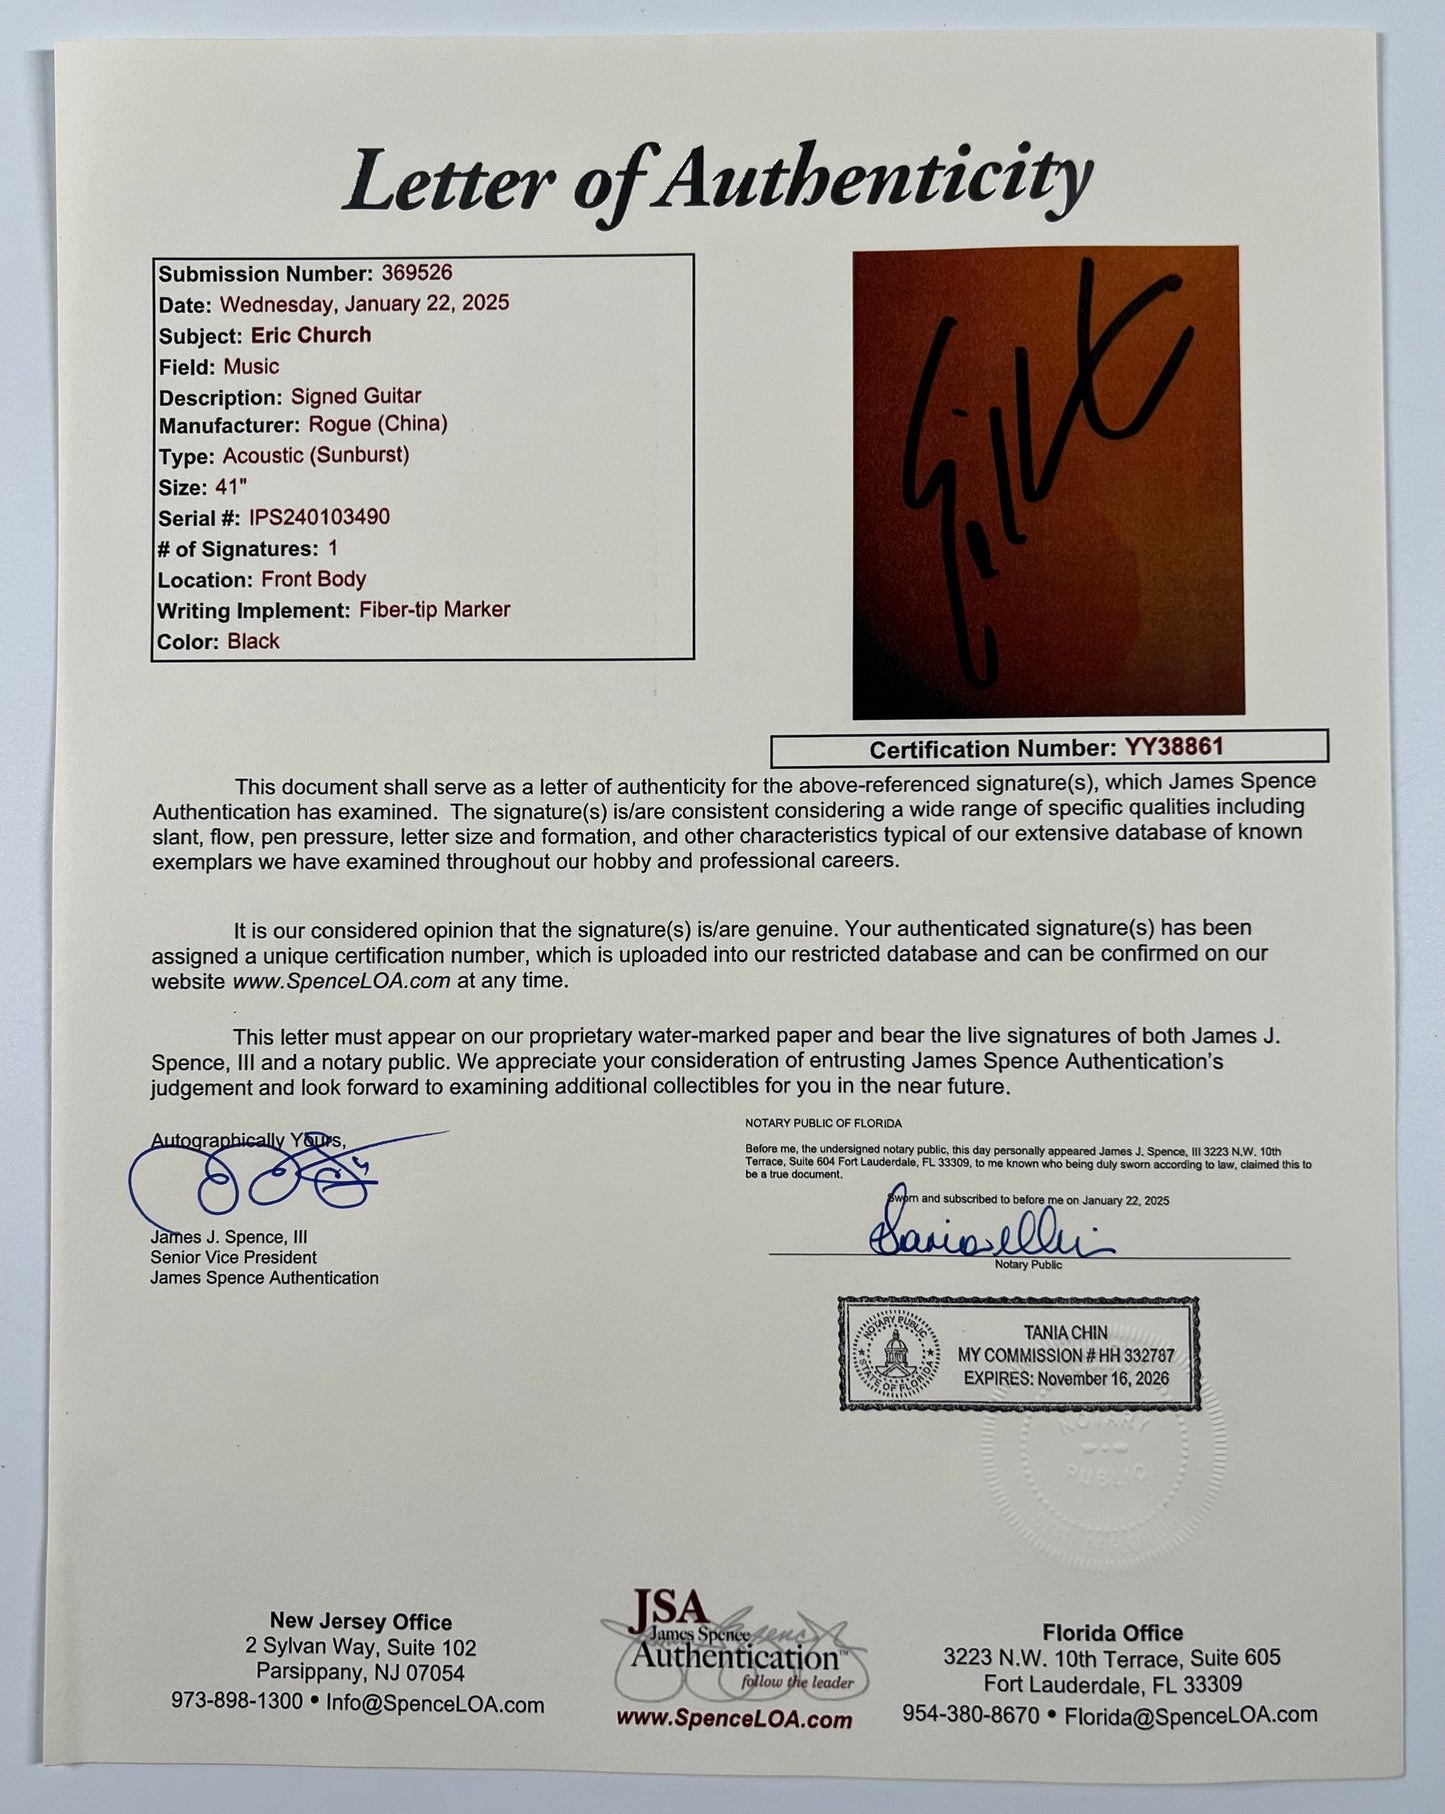 Letter of Authenticity
Submission Number: 369526
Date: Wednesday, January 22, 2025
Subject: Eric Church
Field: Music
Description: Signed Guitar
Manufacturer: Rogue (China)
Type: Acoustic (Sunburst)
Size: 41"
Serial #: IPS240103490
# of Signatures: 1
Location: Front Body
Writing Implement: Fiber-tip Marker
Color: Black
Certification Number: YY38861
This document shall serve as a letter of authenticity for the above-referenced signature(s), which James Spence
Authentication has examined. The signature(s) is/are consistent considering a wide range of specific qualities including
slant, flow, pen pressure, letter size and formation, and other characteristics typical of our extensive database of known
exemplars we have examined throughout our hobby and professional careers.
It is our considered opinion that the signature(s) is/are genuine. Your authenticated signature(s) has been
assigned a unique certification number, which is uploaded into our restricted database and can be confirmed on our
website www.SpenceLOA.com at any time.
This letter must appear on our proprietary water-marked paper and bear the live signatures of both James J.
Spence, III and a notary public. We appreciate your consideration of entrusting James Spence Authentication's
judgement and look forward to examining additional collectibles for you in the near future.
Autographically Yours,
James J. Spence, III
Senior Vice President
James Spence Authentication
NOTARY PUBLIC OF FLORIDA
Before me, the undersigned notary public, this day personally appeared James J. Spence, III 3223 N.W. 10th
Terrace, Suite 604 Fort Lauderdale, FL 33309, to me known who being duly sworn according to law, claimed this to
be a true document.
Sworn and subscribed to before me on January 22, 2025
Notary Public
NOTARY PUBLIC
STATE OF FLORIDA
TANIA CHIN
MY COMMISSION # HH 332787
EXPIRES: November 16, 2026
NOTARY
PUBLIC
New Jersey Office
2 Sylvan Way, Suite 102
Parsippany, NJ 07054
973-898-1300 • Info@SpenceLOA.com
JSA
James Spence
Authentication™
follow the leader
www.SpenceLOA.com
Florida Office
3223 N.W. 10th Terrace, Suite 605
Fort Lauderdale, FL 33309
954-380-8670 • Florida@SpenceLOA.com